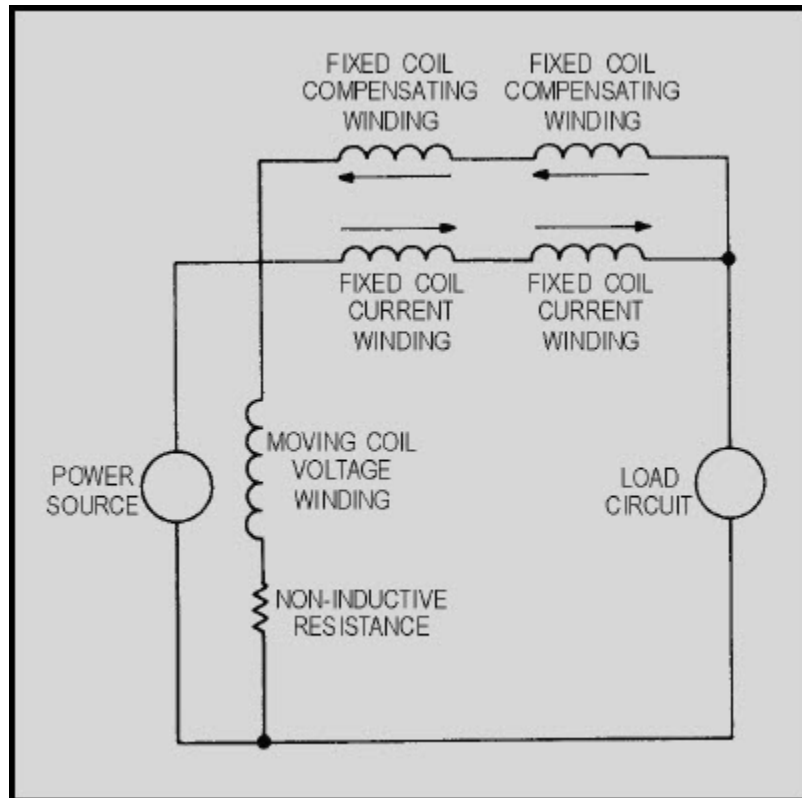 FIXED COIL
COMPENSATING
WINDING
FIXED COIL
COMPENSATING
WINDING
FIXED COIL
CURRENT
WINDING
FIXED COIL
CURRENT
WINDING
MOVING COIL
VOLTAGE
WINDING
POWER
SOURCE
LOAD
CIRCUIT
NON-INDUCTIVE
RESISTANCE